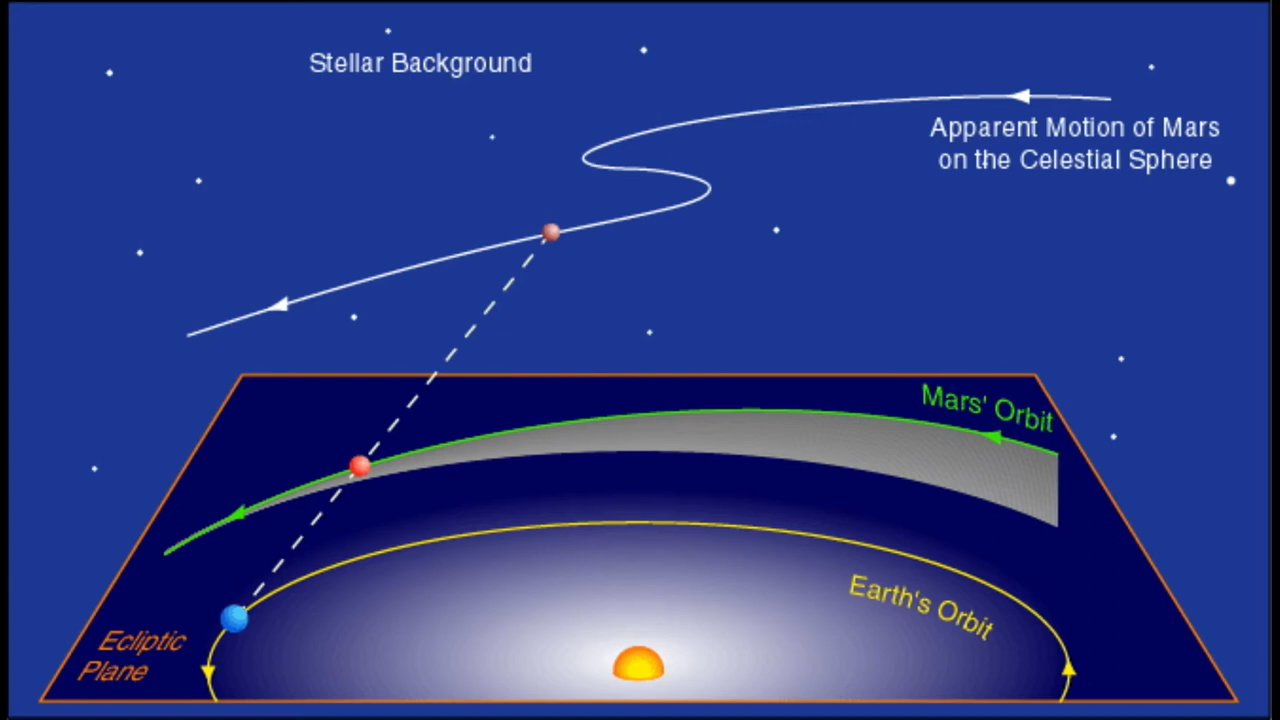 Stellar Background
Apparent Motion of Mars
on the Celestial Sphere
Mars' Orbit
Earth's Orbit
Ecliptic
Plane